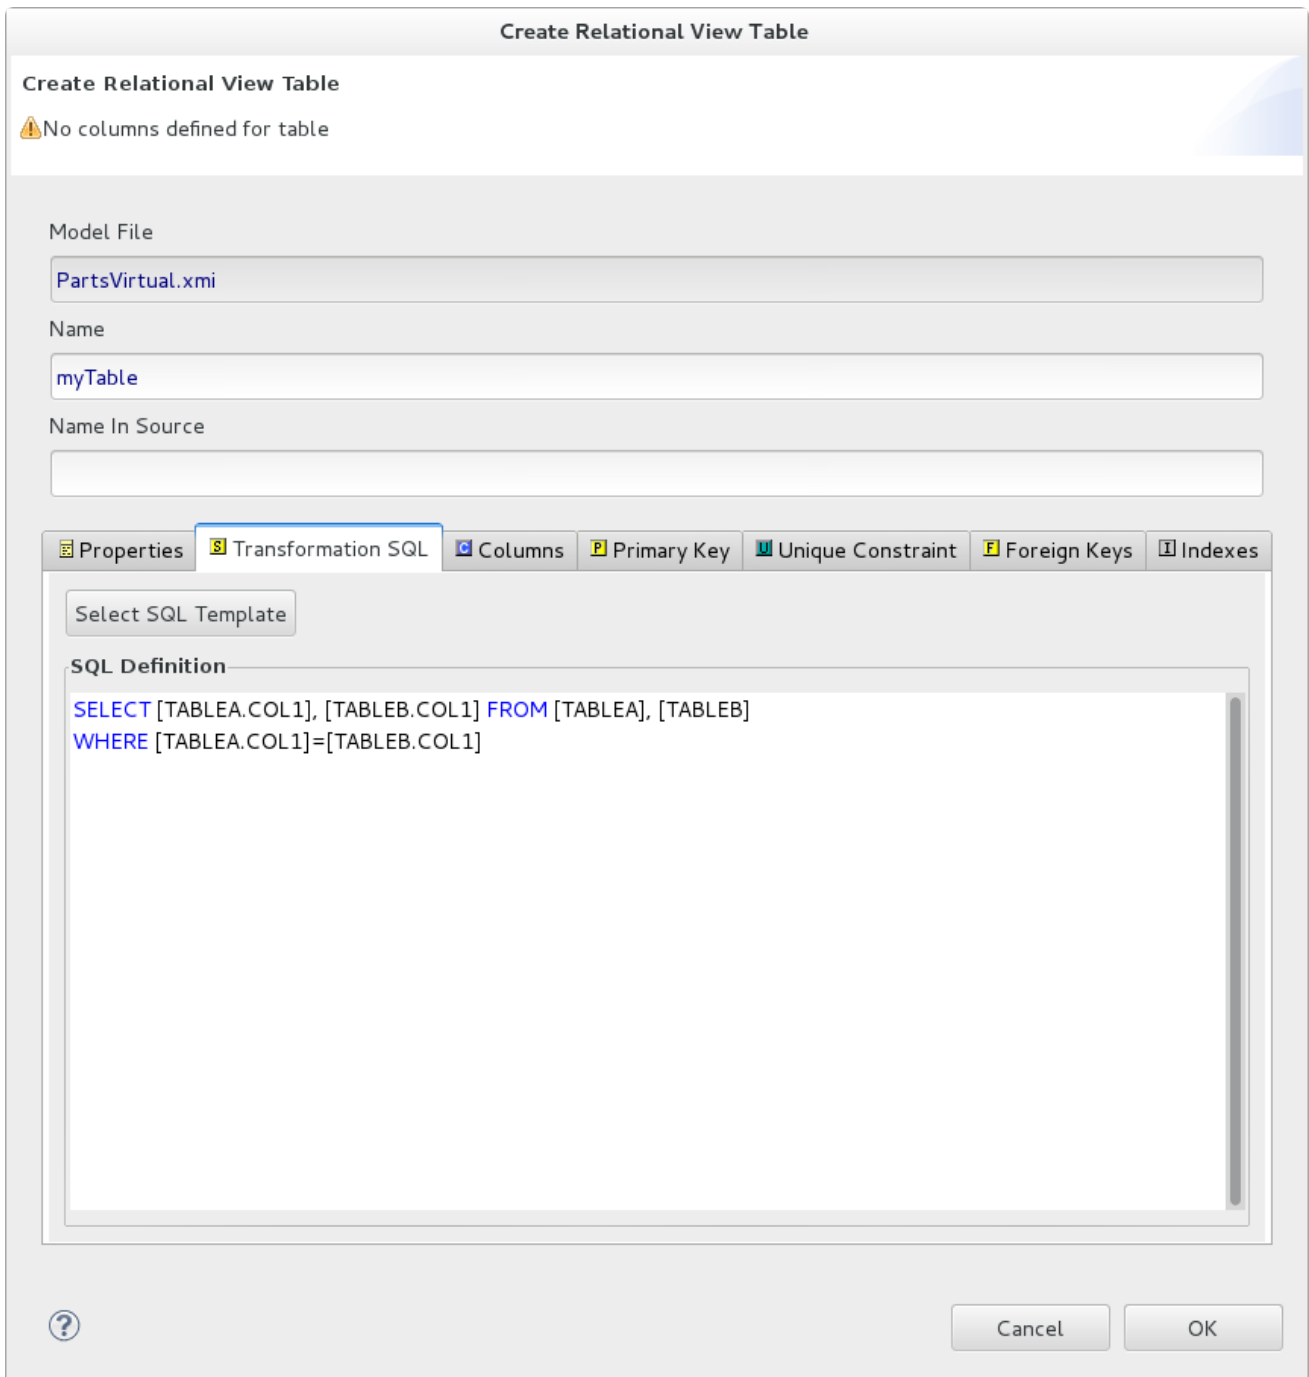 Create Relational View Table
Create Relational View Table
No columns defined for table
Model File
PartsVirtual.xmi
Name
myTable
Name In Source
Properties S Transformation SQL C Columns P Primary Key U Unique Constraint F Foreign Keys I Indexes
Select SQL Template
SQL Definition
SELECT [TABLEA.COL1], [TABLEB.COL1] FROM [TABLEA], [TABLEB]
WHERE [TABLEA.COL1]=[TABLEB.COL1]
? Cancel OK